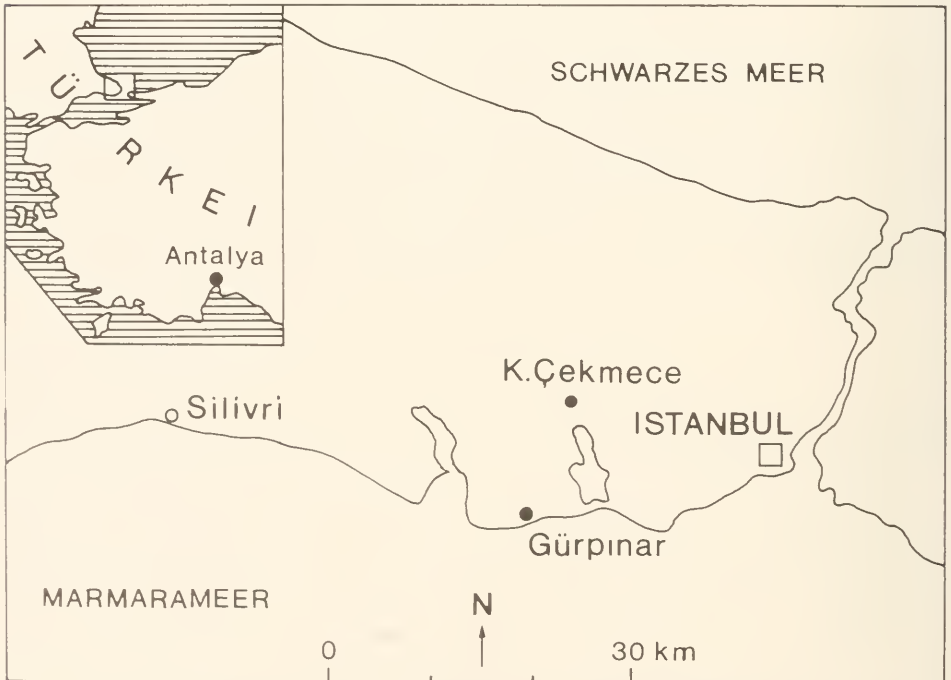 TÜRKEI
Antalya
SCHWARZES MEER
K.Çekmece
Silivri
ISTANBUL
Gürpınar
MARMARAMEER
N
0 30 km